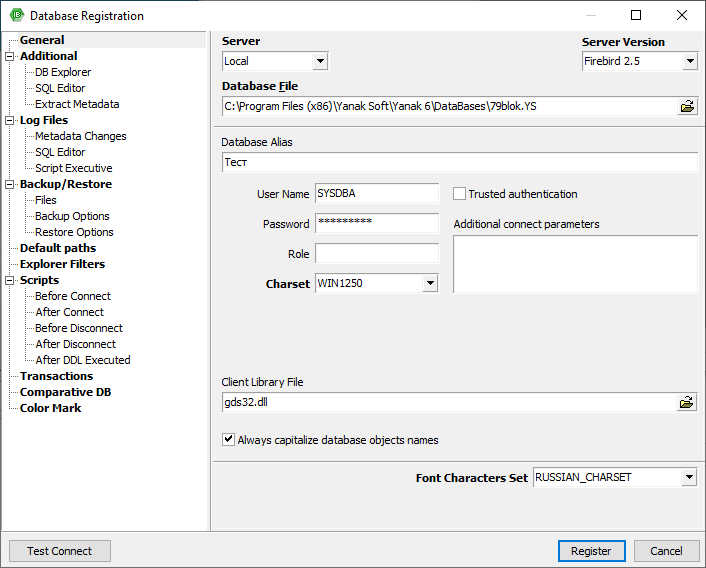 Database Registration
General
Additional
DB Explorer
SQL Editor
Extract Metadata
Log Files
Metadata Changes
SQL Editor
Script Executive
Backup/Restore
Files
Backup Options
Restore Options
Default paths
Explorer Filters
Scripts
Before Connect
After Connect
Before Disconnect
After Disconnect
After DDL Executed
Transactions
Comparative DB
Color Mark
Server
Server Version
Local
Firebird 2.5
Database File
C:\Program Files (x86)\Yanak Soft\Yanak 6\DataBases\79blok.YS
Database Alias
Тест
User Name SYSDBA
Trusted authentication
Password *********
Additional connect parameters
Role
Charset WIN1250
Client Library File
gds32.dll
Always capitalize database objects names
Font Characters Set RUSSIAN_CHARSET
Test Connect
Register
Cancel